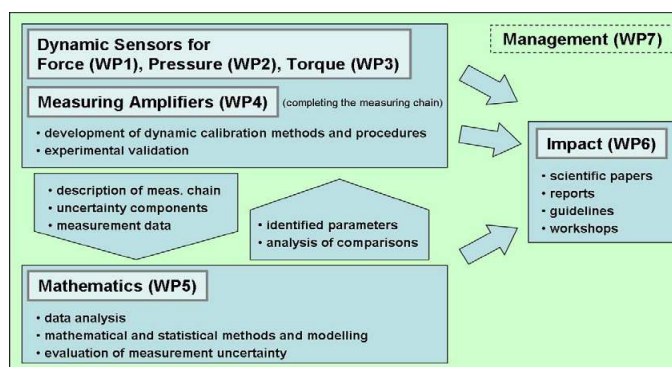 Dynamic Sensors for
Force (WP1), Pressure (WP2), Torque (WP3)
Management (WP7)
Measuring Amplifiers (WP4) (completing the measuring chain)
• development of dynamic calibration methods and procedures
• experimental validation
Impact (WP6)
• scientific papers
• reports
• guidelines
• workshops
• description of meas. chain
• uncertainty components
• measurement data
• identified parameters
• analysis of comparisons
Mathematics (WP5)
• data analysis
• mathematical and statistical methods and modelling
• evaluation of measurement uncertainty